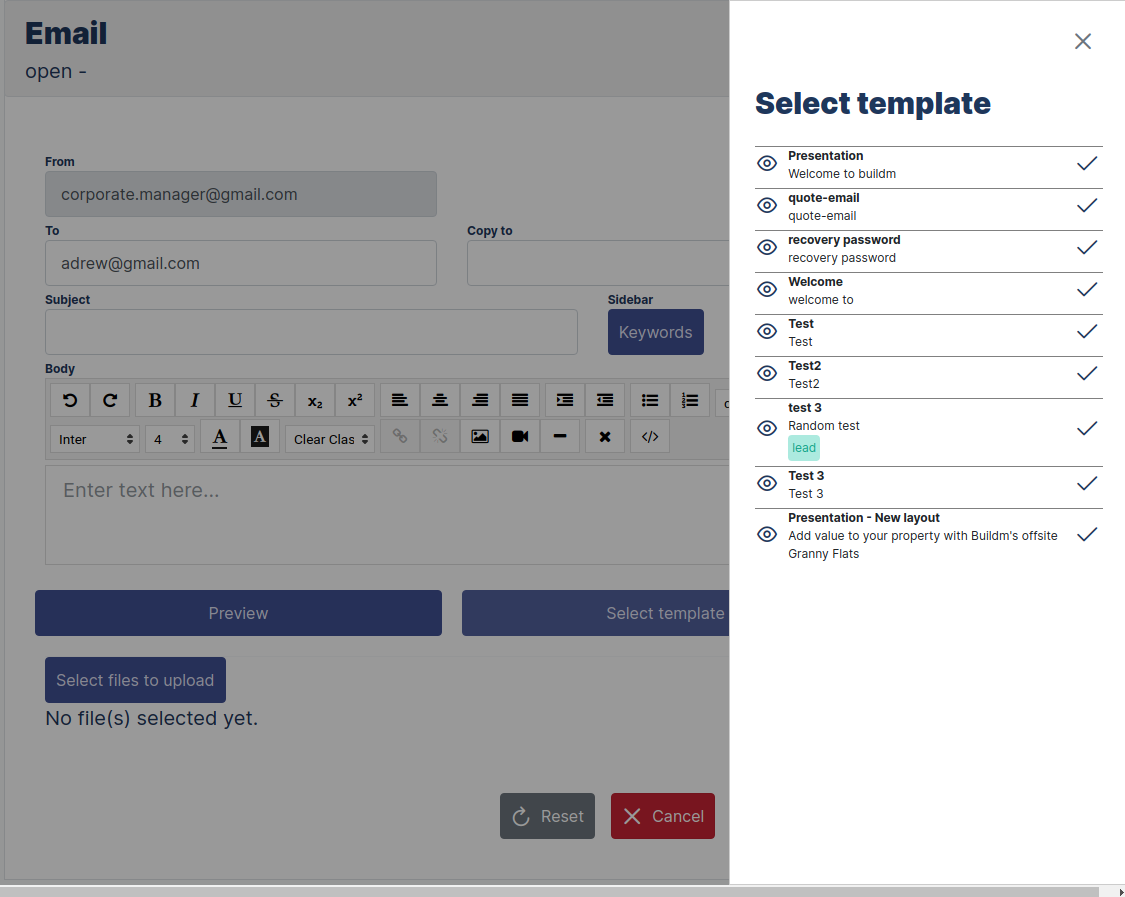 Email
open -
From
corporate.manager@gmail.com
To
Copy to
adrew@gmail.com
Subject
Sidebar
Keywords
Body
B I U S x₂ x²
Inter 4 A A Clear Clas
Enter text here...
Preview
Select template
Select files to upload
No file(s) selected yet.
Reset
Cancel
Select template
Presentation
Welcome to buildm
quote-email
quote-email
recovery password
recovery password
Welcome
welcome to
Test
Test
Test2
Test2
test 3
Random test
lead
Test 3
Test 3
Presentation - New layout
Add value to your property with Buildm's offsite
Granny Flats